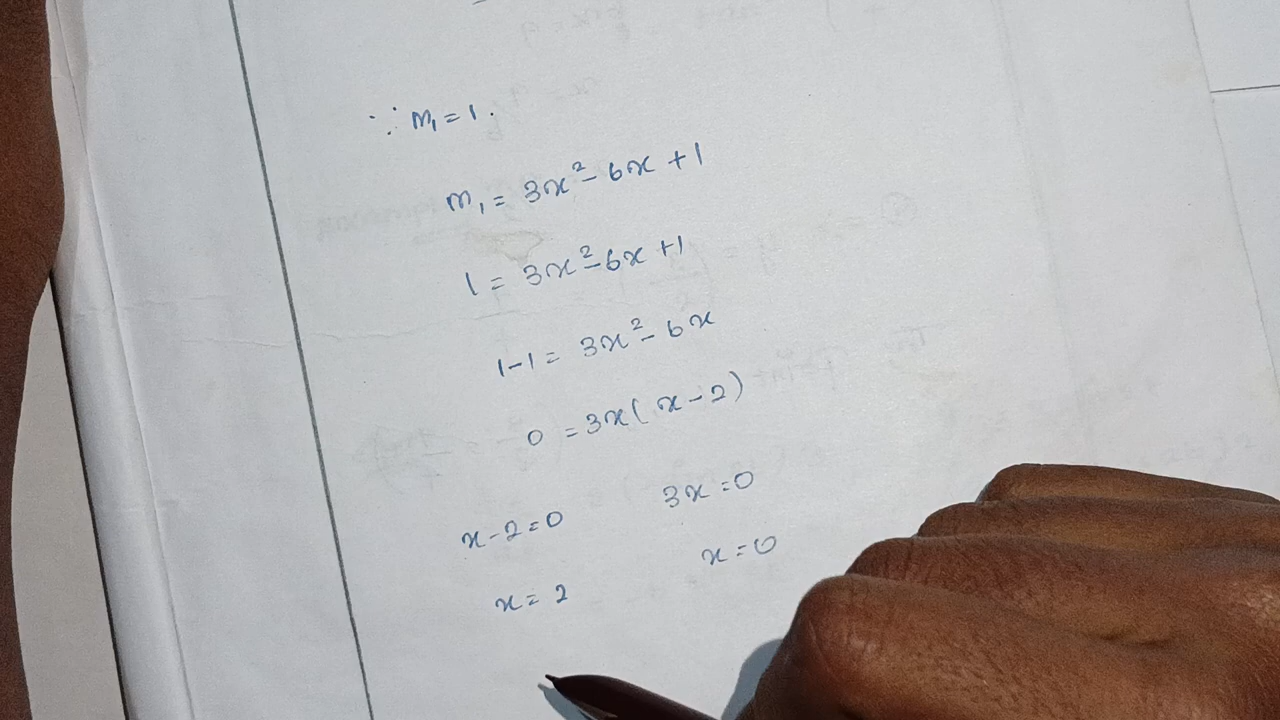 ∵ m₁ = 1.
m₁ = 3x² - 6x + 1
1 = 3x² - 6x + 1
1 - 1 = 3x² - 6x
0 = 3x( x - 2)
x - 2 = 0 3x = 0
x = 2 x = 0